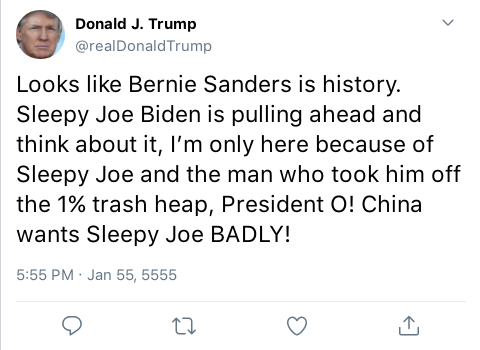 Donald J. Trump
@realDonaldTrump
Looks like Bernie Sanders is history.
Sleepy Joe Biden is pulling ahead and
think about it, I’m only here because of
Sleepy Joe and the man who took him off
the 1% trash heap, President O! China
wants Sleepy Joe BADLY!
5:55 PM · Jan 55, 5555